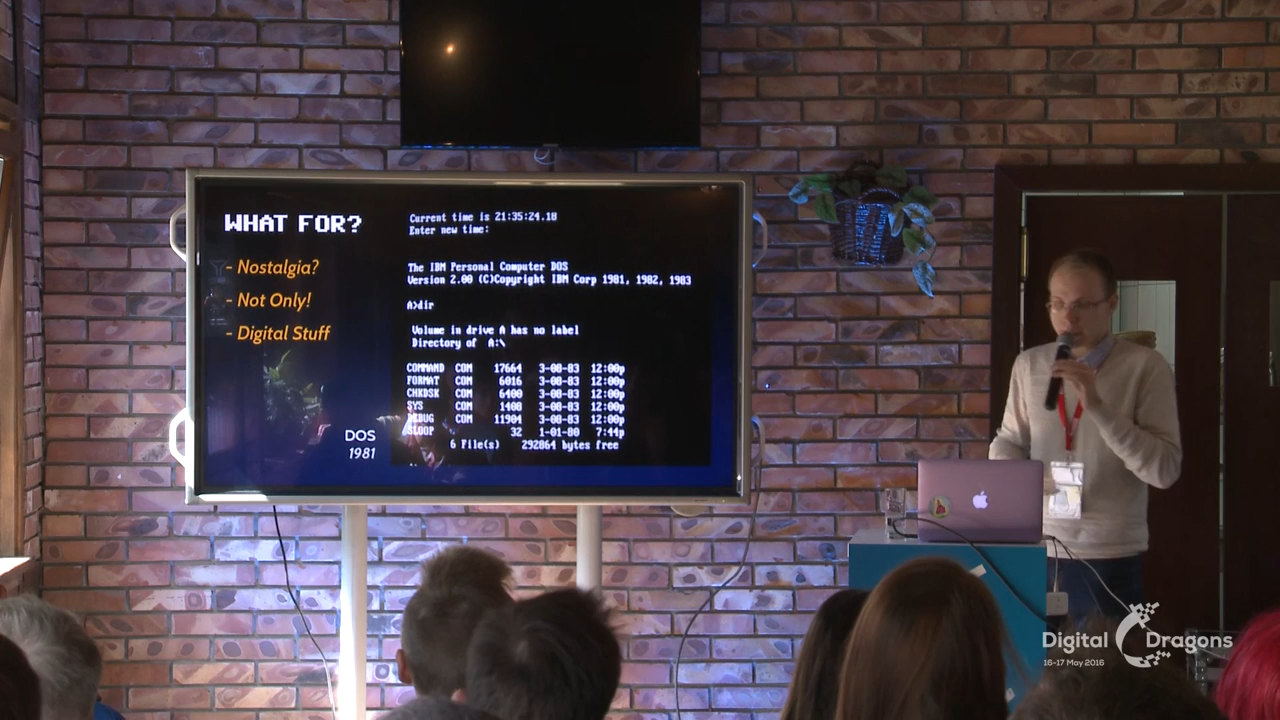 WHAT FOR?
- Nostalgia?
- Not Only!
- Digital Stuff
DOS
1981
Current time is 21:35:24.18
Enter new time:
The IBM Personal Computer DOS
Version 2.00 (C)Copyright IBM Corp 1981, 1982, 1983
A>dir
Volume in drive A has no label
Directory of A:\
COMMAND COM 17664 3-08-83 12:00p
FORMAT COM 6016 3-08-83 12:00p
CHKDSK COM 6400 3-08-83 12:00p
SYS COM 1408 3-08-83 12:00p
DEBUG COM 11904 3-08-83 12:00p
SLOOP 32 1-01-80 7:44p
6 File(s) 292864 bytes free
Digital Dragons
16-17 May 2016